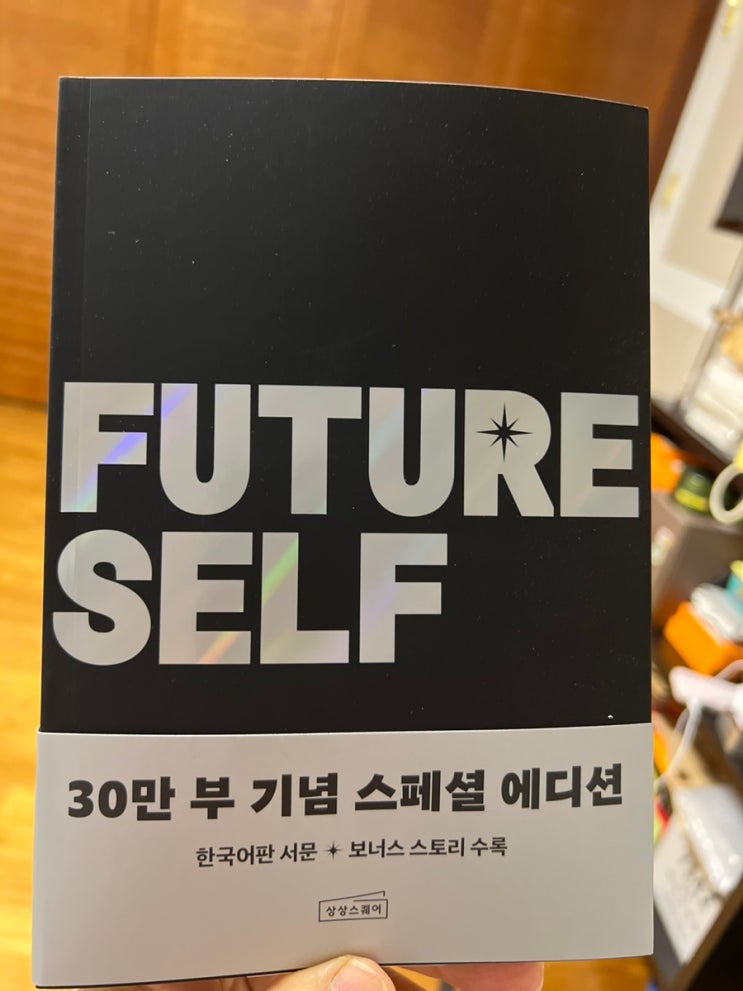 FUTURE
SELF
30만 부 기념 스페셜 에디션
한국어판 서문 보너스 스토리 수록
상상스퀘어